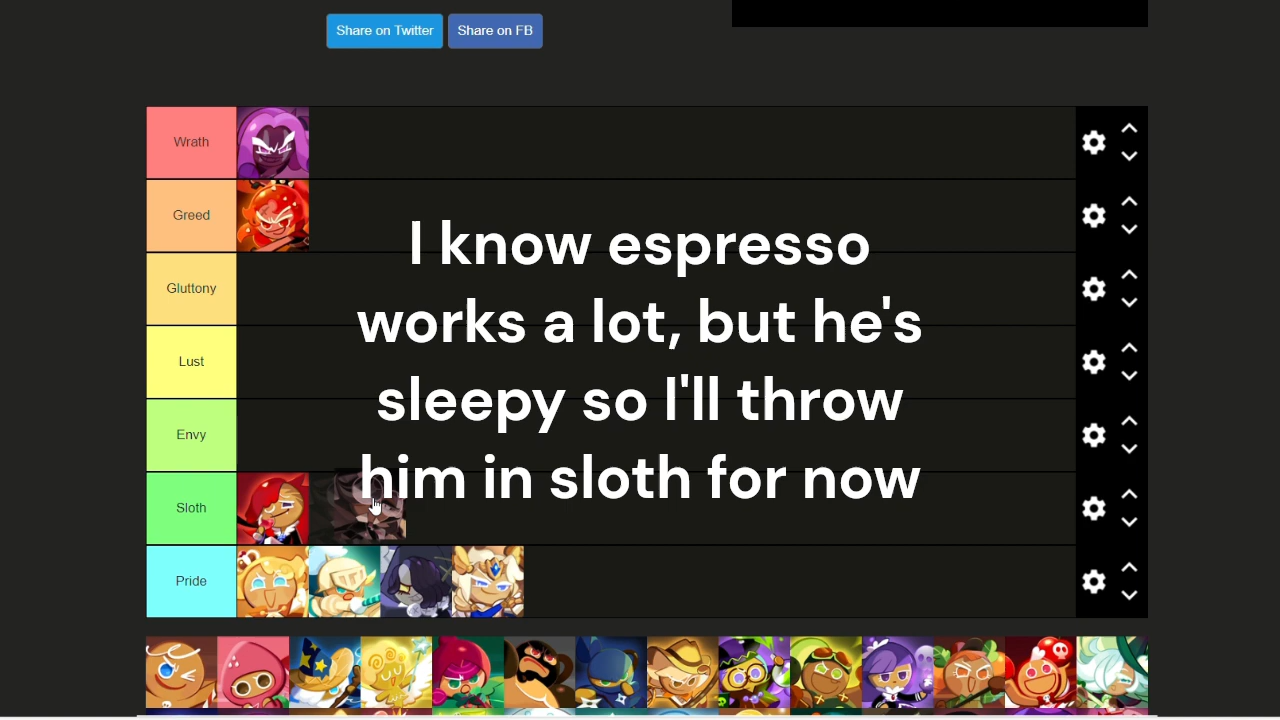 Share on Twitter
Share on FB
Wrath
Greed
Gluttony
Lust
Envy
Sloth
Pride
I know espresso
works a lot, but he's
sleepy so I'll throw
him in sloth for now